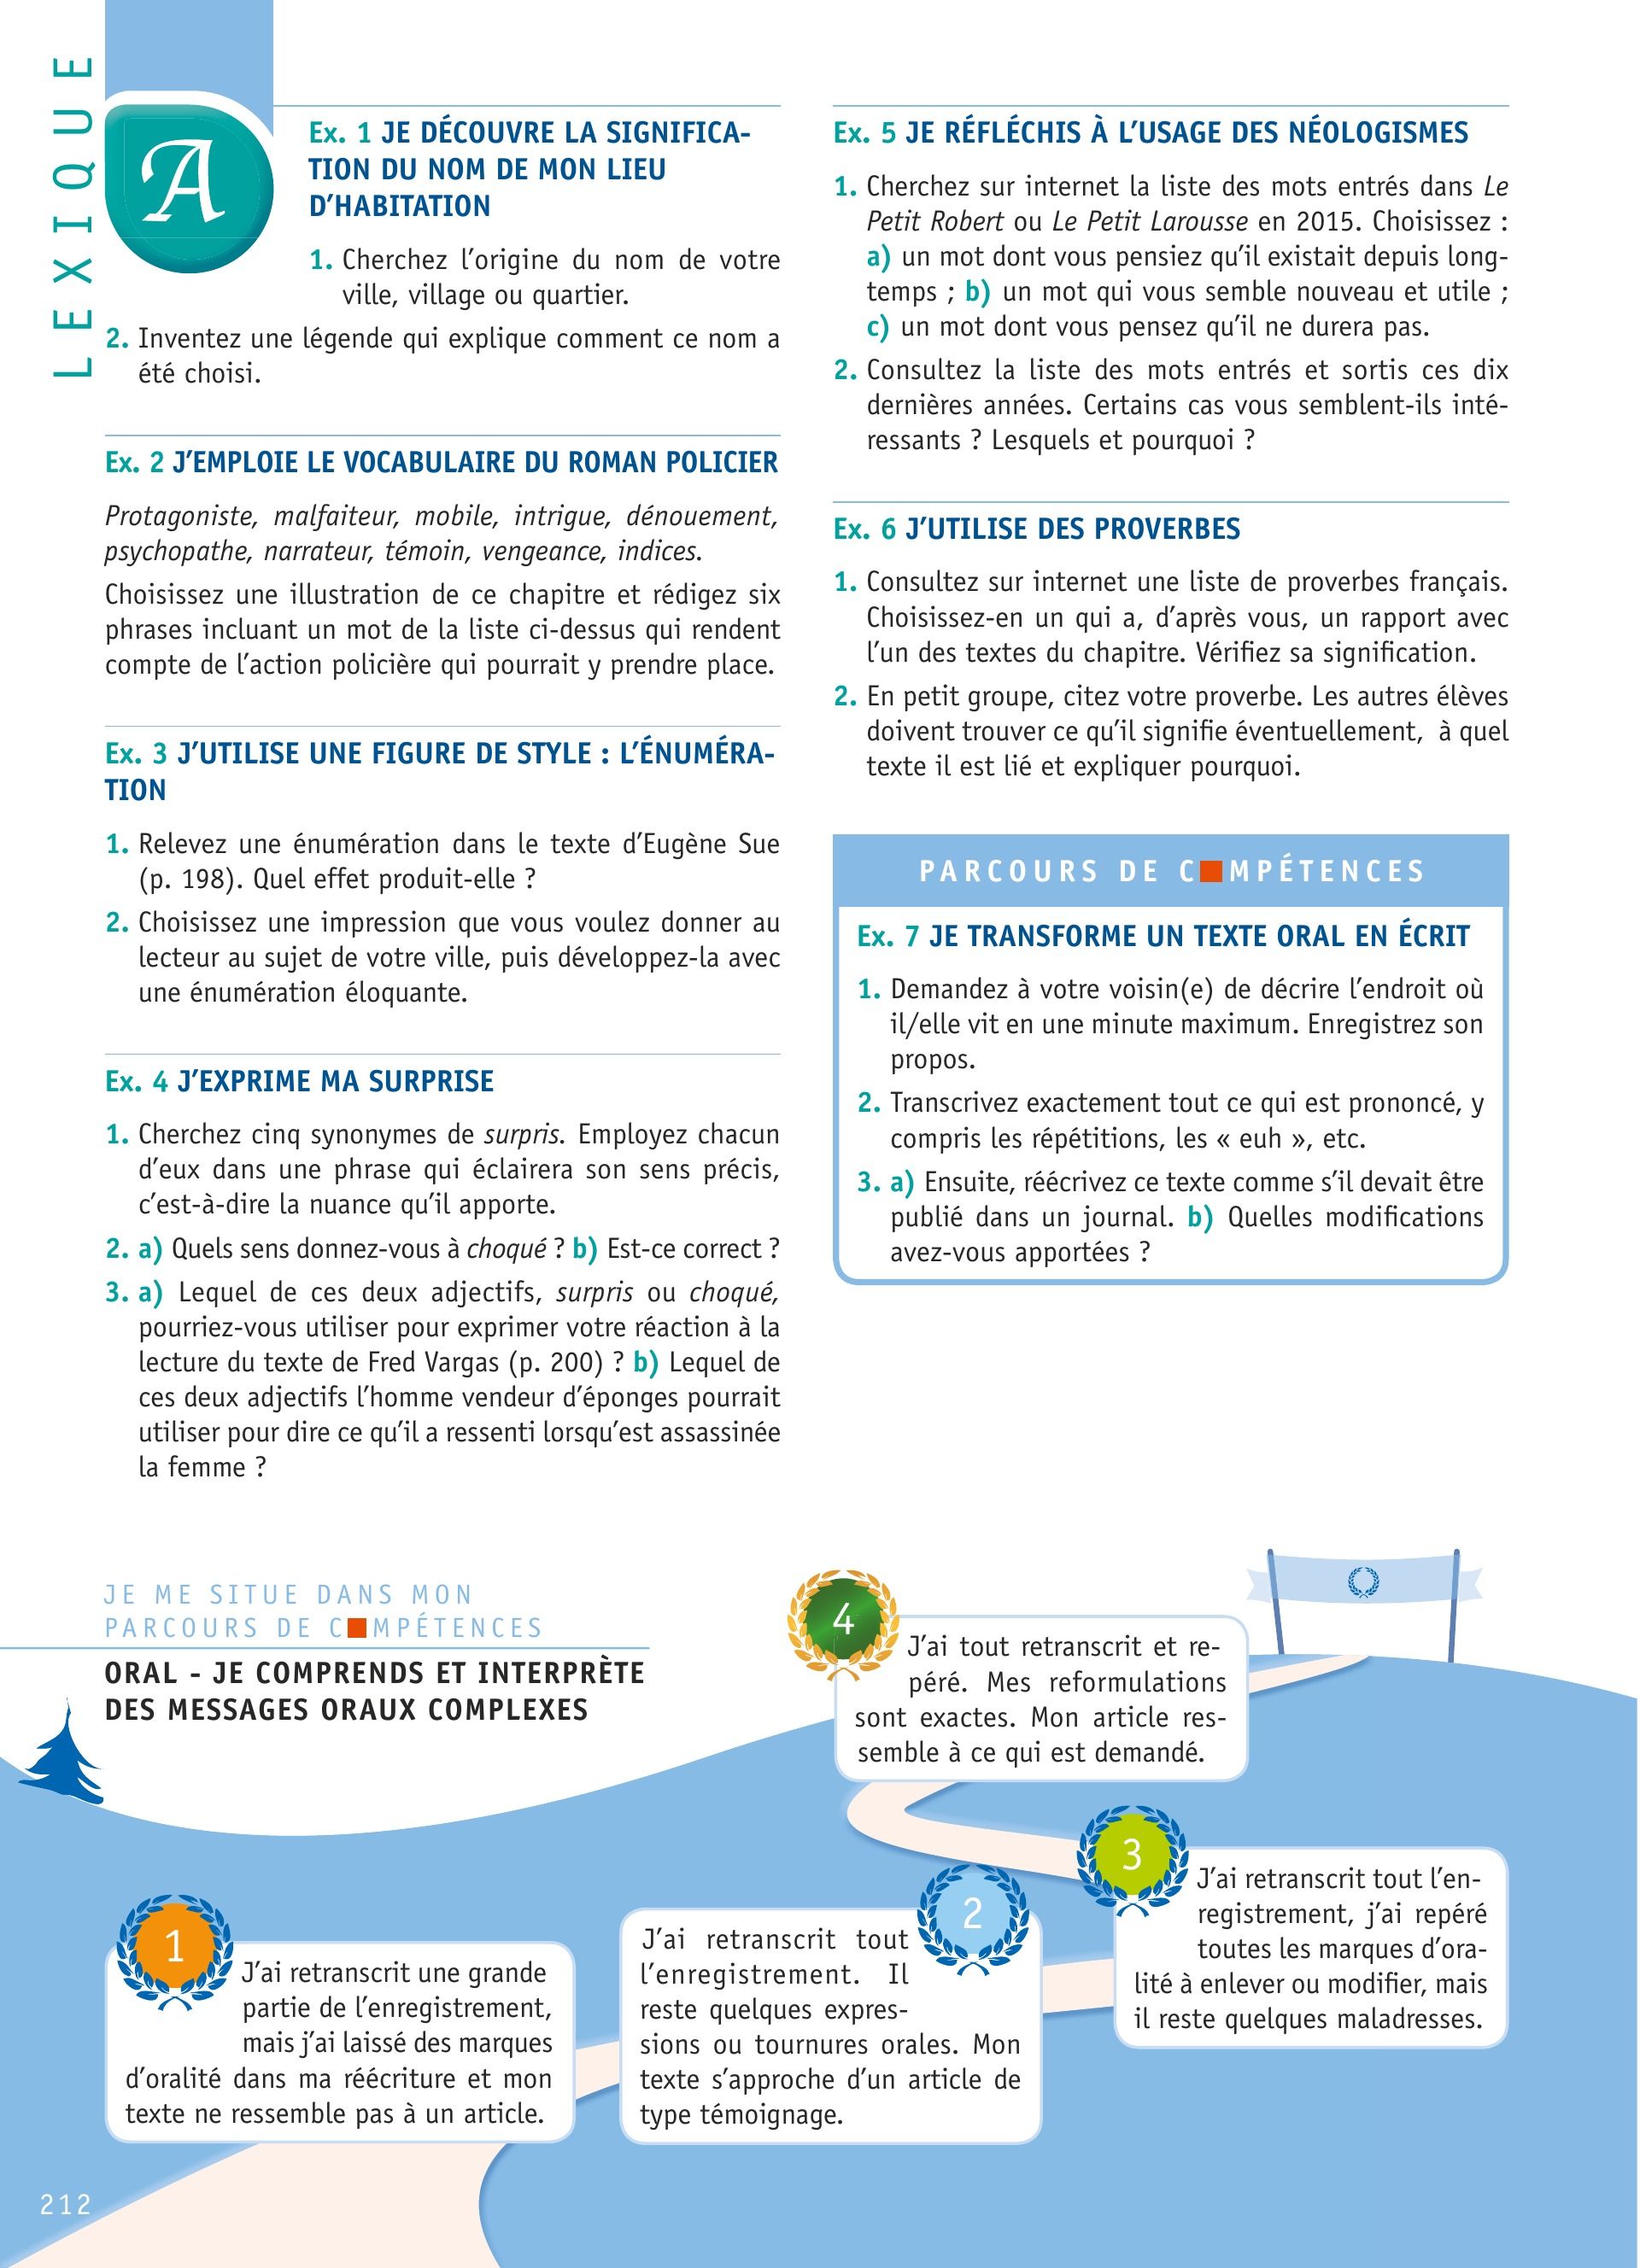 LEXIQUE
A
Ex. 1 JE DÉCOUVRE LA SIGNIFICA-
TION DU NOM DE MON LIEU
D’HABITATION
1. Cherchez l’origine du nom de votre
ville, village ou quartier.
2. Inventez une légende qui explique comment ce nom a
été choisi.
Ex. 2 J’EMPLOIE LE VOCABULAIRE DU ROMAN POLICIER
Protagoniste, malfaiteur, mobile, intrigue, dénouement,
psychopathe, narrateur, témoin, vengeance, indices.
Choisissez une illustration de ce chapitre et rédigez six
phrases incluant un mot de la liste ci-dessus qui rendent
compte de l’action policière qui pourrait y prendre place.
Ex. 3 J’UTILISE UNE FIGURE DE STYLE : L’ÉNUMÉRA-
TION
1. Relevez une énumération dans le texte d’Eugène Sue
(p. 198). Quel effet produit-elle ?
2. Choisissez une impression que vous voulez donner au
lecteur au sujet de votre ville, puis développez-la avec
une énumération éloquante.
Ex. 4 J’EXPRIME MA SURPRISE
1. Cherchez cinq synonymes de surpris. Employez chacun
d’eux dans une phrase qui éclairera son sens précis,
c’est-à-dire la nuance qu’il apporte.
2. a) Quels sens donnez-vous à choqué ? b) Est-ce correct ?
3. a) Lequel de ces deux adjectifs, surpris ou choqué,
pourriez-vous utiliser pour exprimer votre réaction à la
lecture du texte de Fred Vargas (p. 200) ? b) Lequel de
ces deux adjectifs l’homme vendeur d’éponges pourrait
utiliser pour dire ce qu’il a ressenti lorsqu’est assassinée
la femme ?
Ex. 5 JE RÉFLÉCHIS À L’USAGE DES NÉOLOGISMES
1. Cherchez sur internet la liste des mots entrés dans Le
Petit Robert ou Le Petit Larousse en 2015. Choisissez :
a) un mot dont vous pensiez qu’il existait depuis long-
temps ; b) un mot qui vous semble nouveau et utile ;
c) un mot dont vous pensez qu’il ne durera pas.
2. Consultez la liste des mots entrés et sortis ces dix
dernières années. Certains cas vous semblent-ils inté-
ressants ? Lesquels et pourquoi ?
Ex. 6 J’UTILISE DES PROVERBES
1. Consultez sur internet une liste de proverbes français.
Choisissez-en un qui a, d’après vous, un rapport avec
l’un des textes du chapitre. Vérifiez sa signification.
2. En petit groupe, citez votre proverbe. Les autres élèves
doivent trouver ce qu’il signifie éventuellement, à quel
texte il est lié et expliquer pourquoi.
PARCOURS DE C■MPÉTENCES
Ex. 7 JE TRANSFORME UN TEXTE ORAL EN ÉCRIT
1. Demandez à votre voisin(e) de décrire l’endroit où
il/elle vit en une minute maximum. Enregistrez son
propos.
2. Transcrivez exactement tout ce qui est prononcé, y
compris les répétitions, les « euh », etc.
3. a) Ensuite, réécrivez ce texte comme s’il devait être
publié dans un journal. b) Quelles modifications
avez-vous apportées ?
JE ME SITUE DANS MON
PARCOURS DE C■MPÉTENCES
ORAL - JE COMPRENDS ET INTERPRÈTE
DES MESSAGES ORAUX COMPLEXES
1
J’ai retranscrit une grande
partie de l’enregistrement,
mais j’ai laissé des marques
d’oralité dans ma réécriture et mon
texte ne ressemble pas à un article.
2
J’ai retranscrit tout
l’enregistrement. Il
reste quelques expres-
sions ou tournures orales. Mon
texte s’approche d’un article de
type témoignage.
3
J’ai retranscrit tout l’en-
registrement, j’ai repéré
toutes les marques d’ora-
lité à enlever ou modifier, mais
il reste quelques maladresses.
4
J’ai tout retranscrit et re-
péré. Mes reformulations
sont exactes. Mon article res-
semble à ce qui est demandé.
212